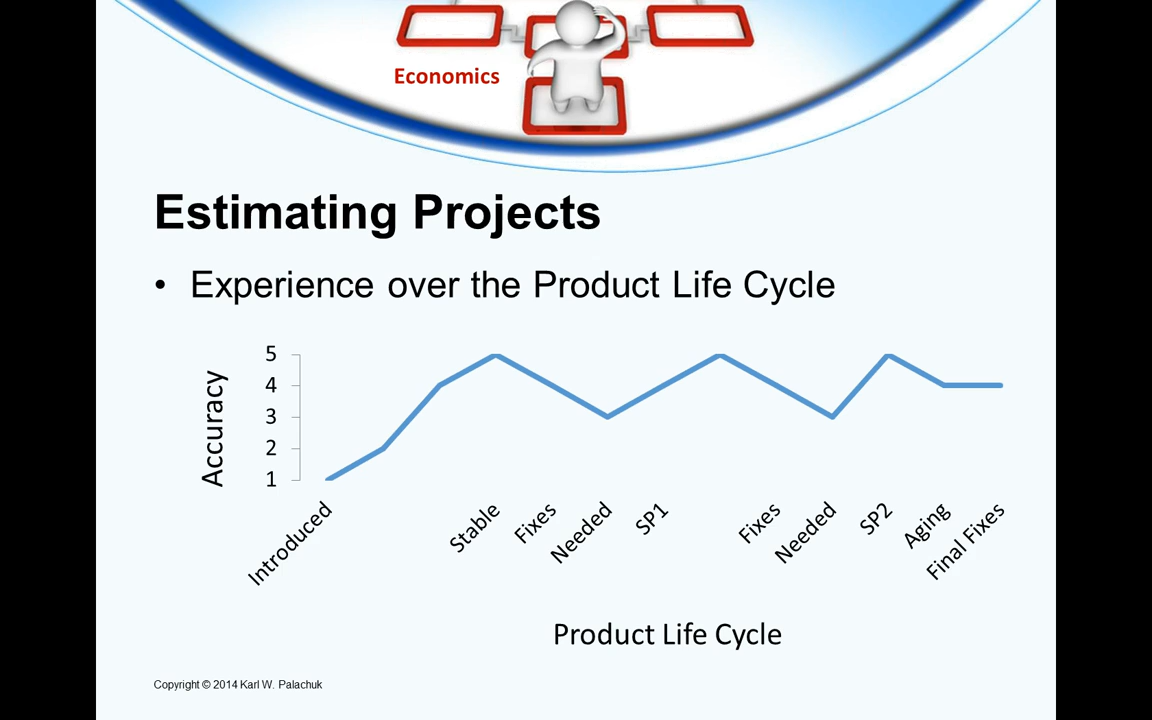 Economics
Estimating Projects
• Experience over the Product Life Cycle
5
4
3
2
1
Accuracy
Introduced
Stable
Fixes
Needed
SP1
Fixes
Needed
SP2
Aging
Final Fixes
Product Life Cycle
Copyright © 2014 Karl W. Palachuk